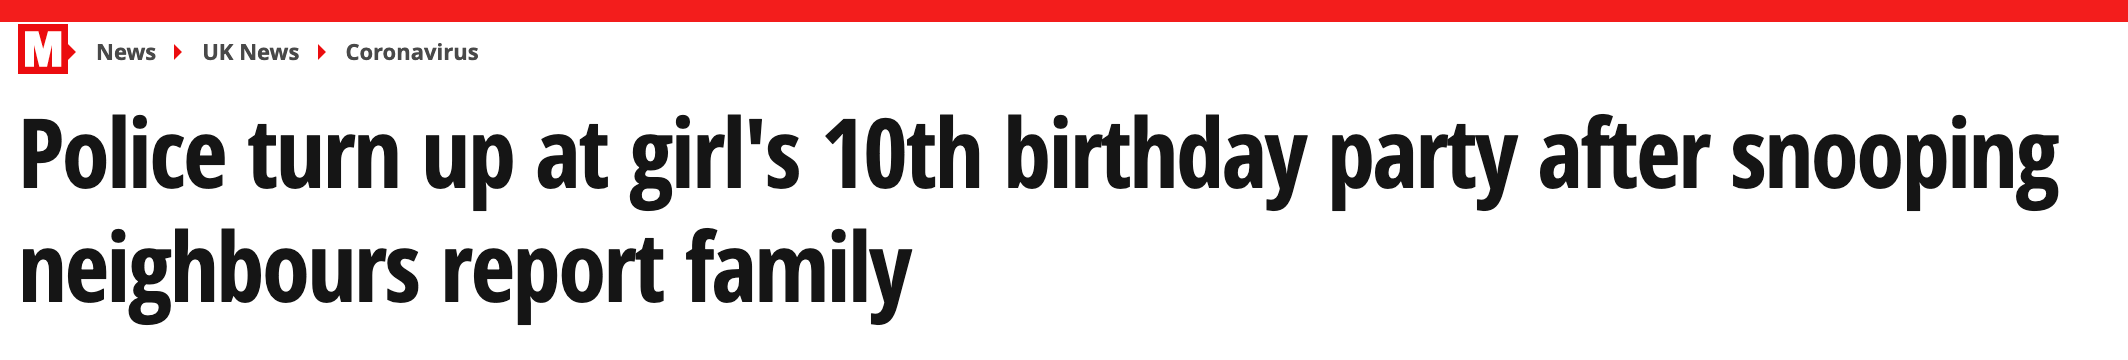 M News UK News Coronavirus
Police turn up at girl's 10th birthday party after snooping
neighbours report family